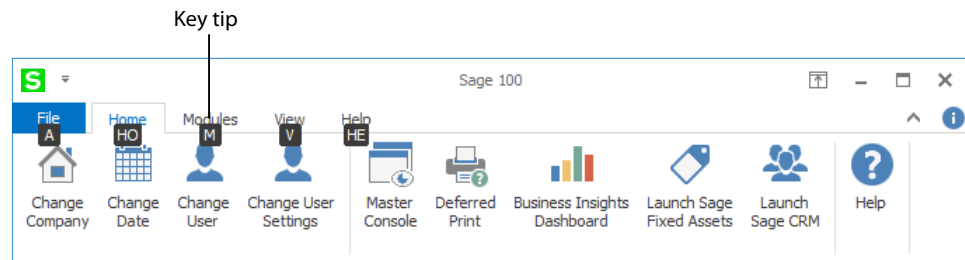 Key tip
S
Sage 100
File Home Modules View Help
A HO M V HE
i
?
?
Change Change Change Change User Master Deferred Business Insights Launch Sage Launch Help
Company Date User Settings Console Print Dashboard Fixed Assets Sage CRM